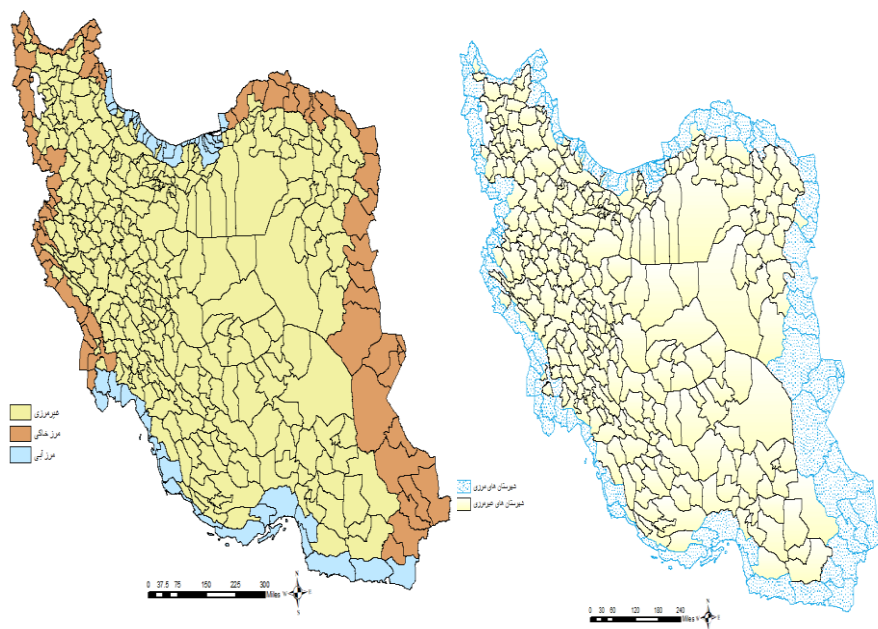 غیرمرزی
مرز خاکی
مرز آبی
0 37.5 75 150 225 300
Miles
N
W E
S
شهرستان های مرزی
شهرستان های غیرمرزی
0 30 60 120 180 240
Miles
N
W E
S